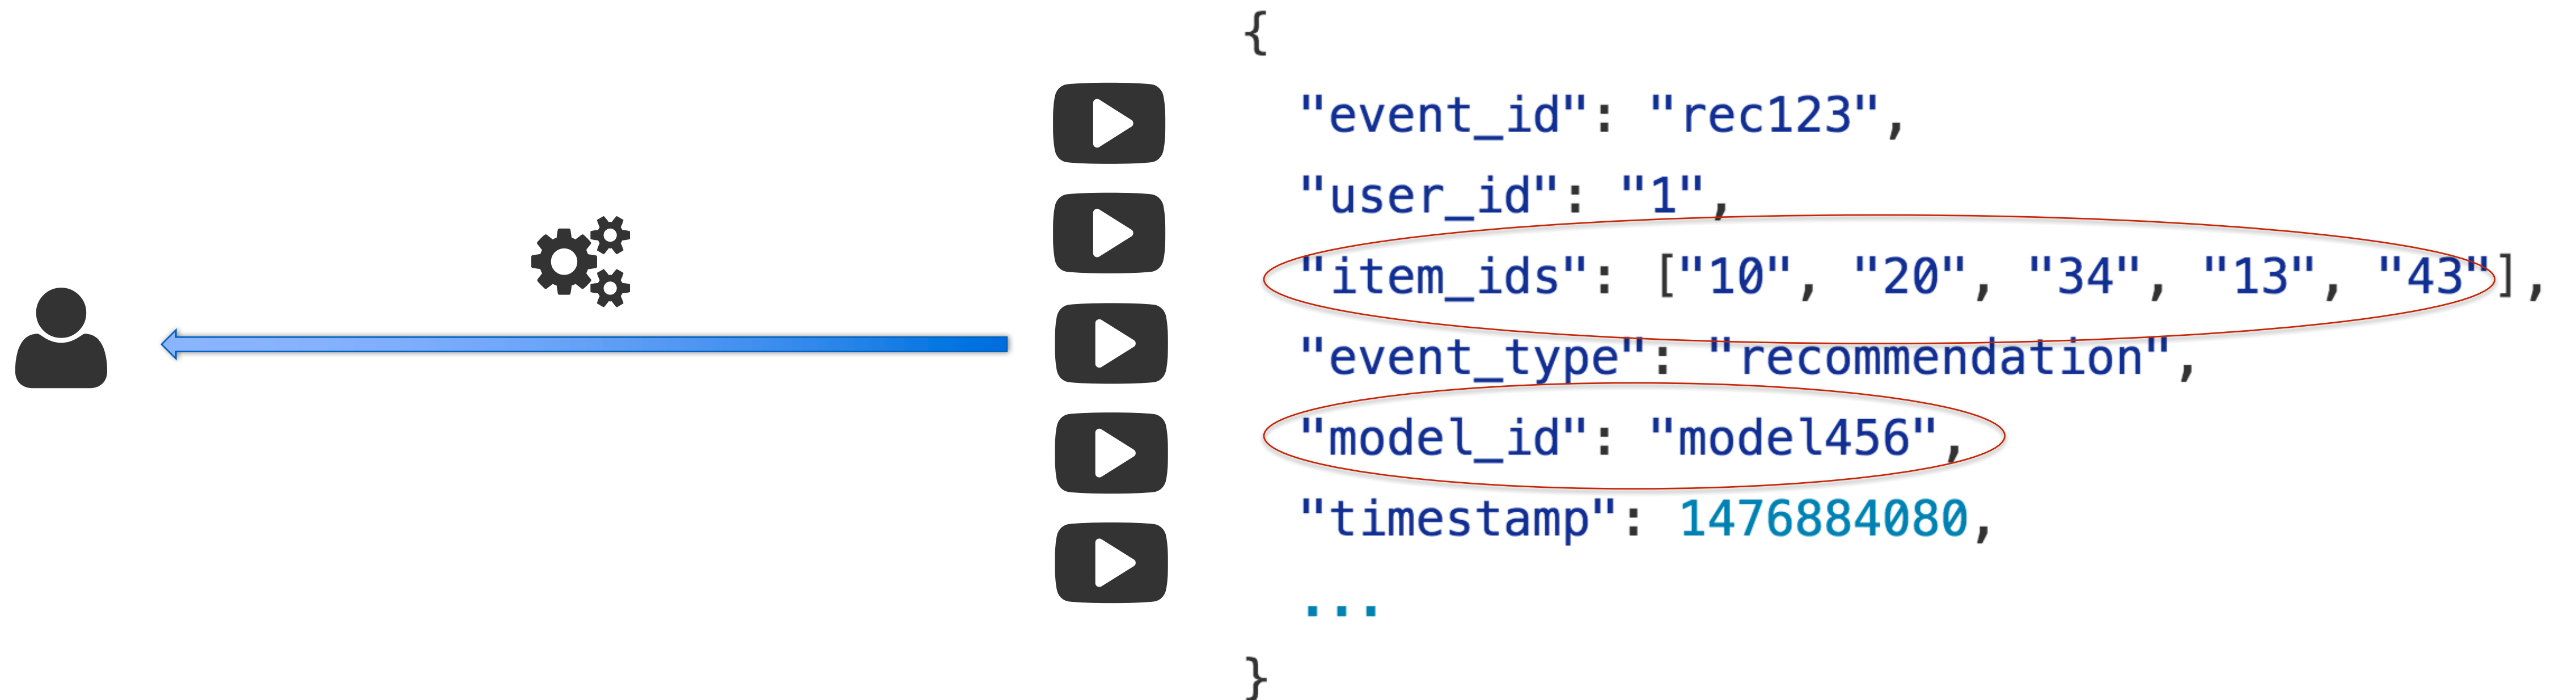 {
"event_id": "rec123",
"user_id": "1",
"item_ids": ["10", "20", "34", "13", "43"],
"event_type": "recommendation",
"model_id": "model456",
"timestamp": 1476884080,
...
}